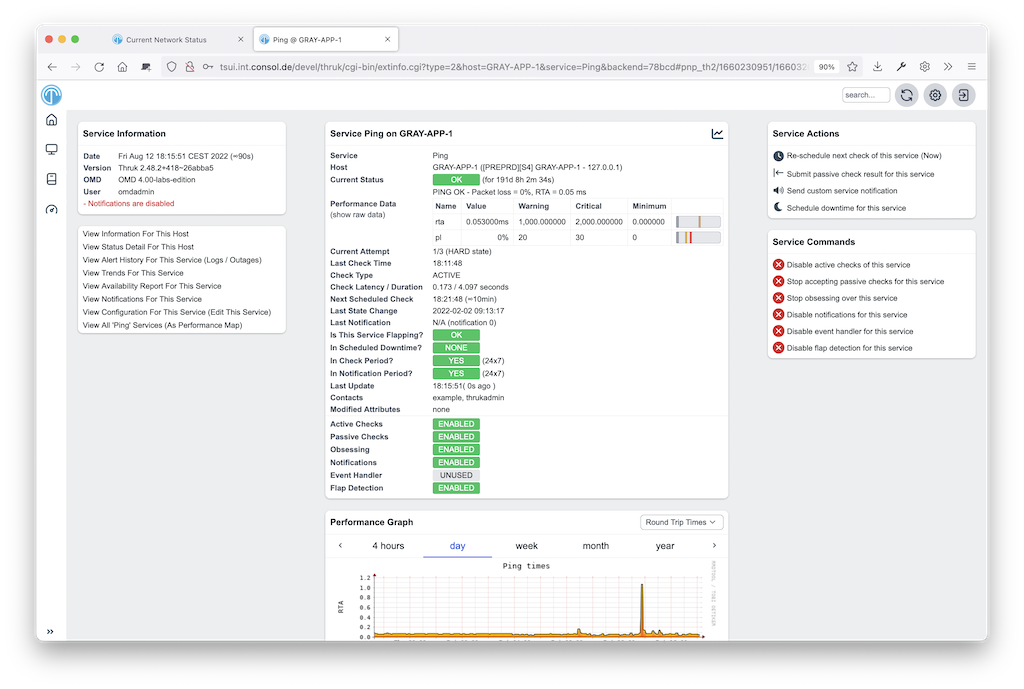 Current Network Status
Ping @ GRAY-APP-1
tsui.int.consol.de/devel/thruk/cgi-bin/extinfo.cgi?type=2&host=GRAY-APP-1&service=Ping&backend=78bcd#pnp_th2/1660230951/16603
90%
search...
Service Information
Date Fri Aug 12 18:15:51 CEST 2022 (∞90s)
Version Thruk 2.48.2+418~26abba5
OMD OMD 4.00-labs-edition
User omdadmin
- Notifications are disabled
View Information For This Host
View Status Detail For This Host
View Alert History For This Service (Logs / Outages)
View Trends For This Service
View Availability Report For This Service
View Notifications For This Service
View Configuration For This Service (Edit This Service)
View All 'Ping' Services (As Performance Map)
Service Ping on GRAY-APP-1
Service Ping
Host GRAY-APP-1 ([PREPRD][S4] GRAY-APP-1 - 127.0.0.1)
Current Status OK (for 191d 8h 2m 34s)
PING OK - Packet loss = 0%, RTA = 0.05 ms
Performance Data
(show raw data)
Name Value Warning Critical Minimum
rta 0.053000ms 1,000.000000 2,000.000000 0.000000
pl 0% 20 30 0
Current Attempt 1/3 (HARD state)
Last Check Time 18:11:48
Check Type ACTIVE
Check Latency / Duration 0.173 / 4.097 seconds
Next Scheduled Check 18:21:48 (∞10min)
Last State Change 2022-02-02 09:13:17
Last Notification N/A (notification 0)
Is This Service Flapping? OK
In Scheduled Downtime? NONE
In Check Period? YES (24x7)
In Notification Period? YES (24x7)
Last Update 18:15:51( 0s ago )
Contacts example, thrukadmin
Modified Attributes none
Active Checks ENABLED
Passive Checks ENABLED
Obsessing ENABLED
Notifications ENABLED
Event Handler UNUSED
Flap Detection ENABLED
Performance Graph
Round Trip Times
4 hours day week month year
Ping times
RTA
1.2
1.0
0.8
0.6
0.4
0.2
0.0
Service Actions
Re-schedule next check of this service (Now)
Submit passive check result for this service
Send custom service notification
Schedule downtime for this service
Service Commands
Disable active checks of this service
Stop accepting passive checks for this service
Stop obsessing over this service
Disable notifications for this service
Disable event handler for this service
Disable flap detection for this service